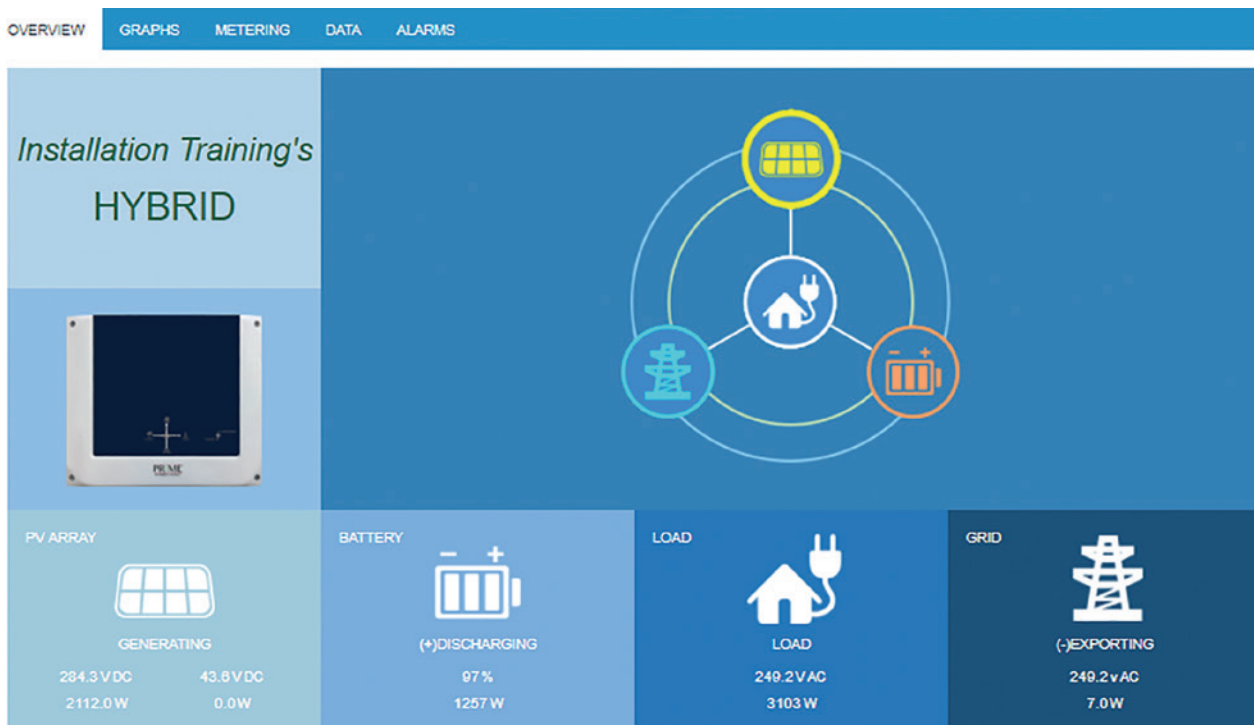 OVERVIEW GRAPHS METERING DATA ALARMS
Installation Training's
HYBRID
PV ARRAY
GENERATING
284.3 V DC 43.6 V DC
2112.0 W 0.0 W
BATTERY
- +
(+)DISCHARGING
97 %
1257 W
LOAD
LOAD
249.2 V AC
3103 W
GRID
(-)EXPORTING
249.2 v AC
7.0 W